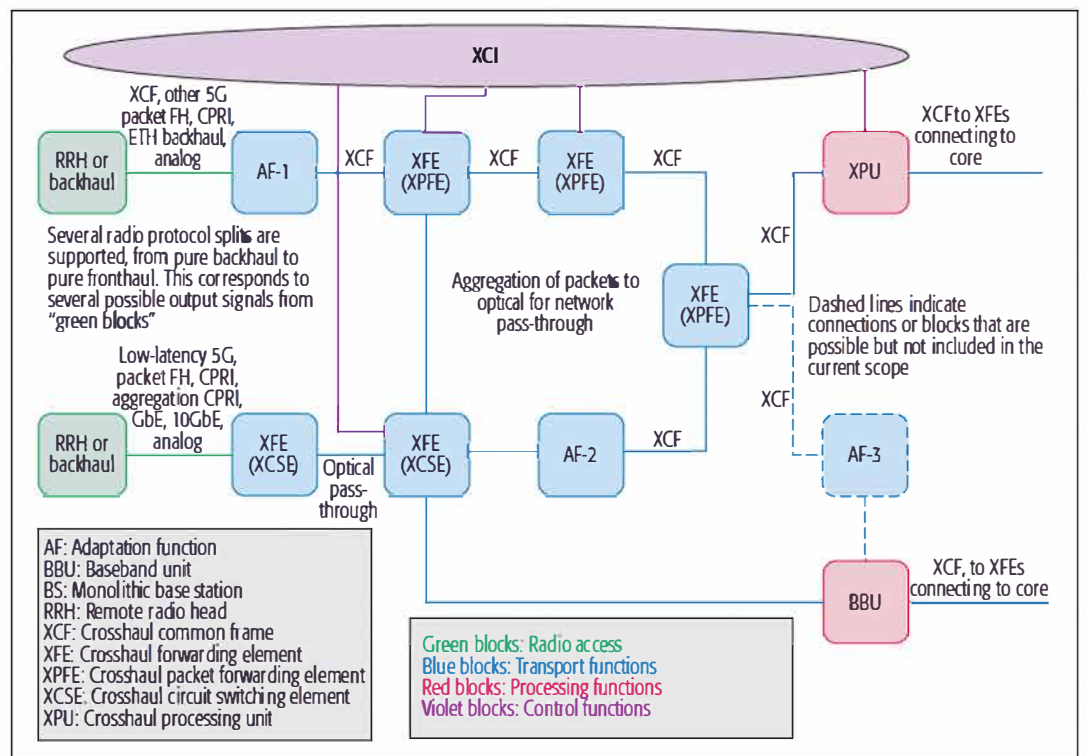 XCI
XCF, other 5G
packet FH, CPRI,
ETH backhaul,
analog
XCF to XFEs
connecting to
core
RRH or
backhaul
AF-1
XCF
XFE
(XPFE)
XCF
XFE
(XPFE)
XCF
XPU
Several radio protocol splits are
supported, from pure backhaul to
pure fronthaul. This corresponds to
several possible output signals from
“green blocks”
Aggregation of packets to
optical for network
pass-through
XFE
(XPFE)
XCF
Dashed lines indicate
connections or blocks that are
possible but not included in the
current scope
Low-latency 5G,
packet FH, CPRI,
aggregation CPRI,
GbE, 10GbE,
analog
XCF
RRH or
backhaul
XFE
(XCSE)
Optical
pass-
through
XFE
(XCSE)
AF-2
XCF
AF-3
AF: Adaptation function
BBU: Baseband unit
BS: Monolithic base station
RRH: Remote radio head
XCF: Crosshaul common frame
XFE: Crosshaul forwarding element
XPFE: Crosshaul packet forwarding element
XCSE: Crosshaul circuit switching element
XPU: Crosshaul processing unit
BBU
XCF, to XFEs
connecting to core
Green blocks: Radio access
Blue blocks: Transport functions
Red blocks: Processing functions
Violet blocks: Control functions